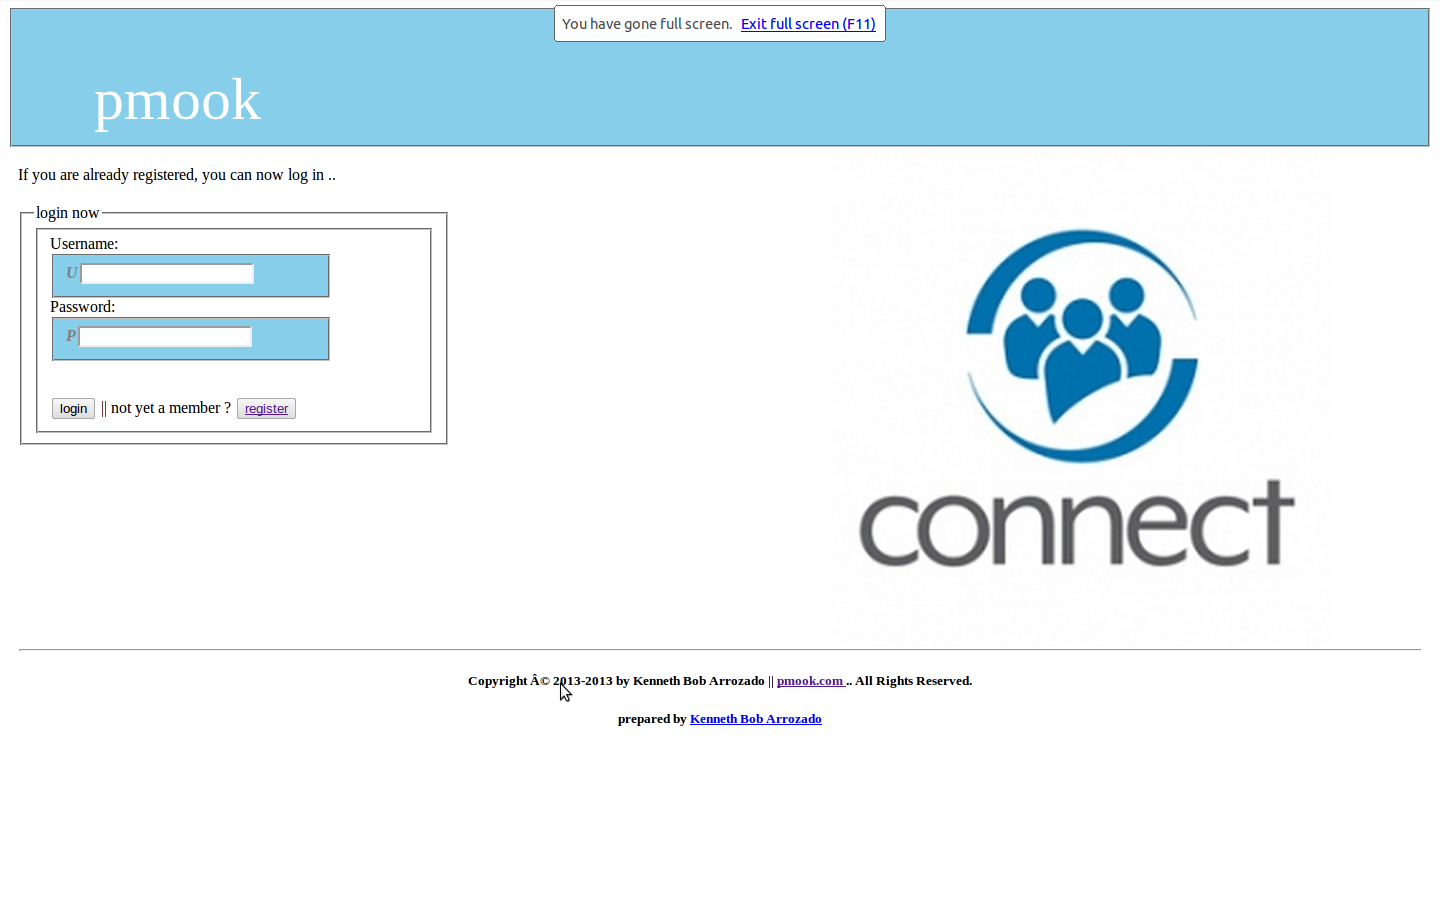 You have gone full screen. Exit full screen (F11)
pmook
If you are already registered, you can now log in ..
login now
Username:
U
Password:
P
login || not yet a member ? register
connect
Copyright Â© 2013-2013 by Kenneth Bob Arrozado || pmook.com .. All Rights Reserved.
prepared by Kenneth Bob Arrozado